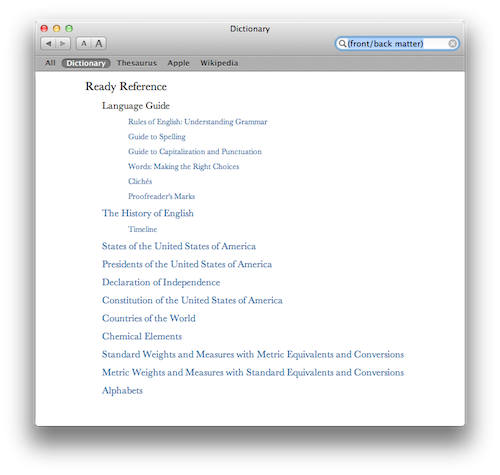 Dictionary
A A
(front/back matter)
All Dictionary Thesaurus Apple Wikipedia
Ready Reference
Language Guide
Rules of English: Understanding Grammar
Guide to Spelling
Guide to Capitalization and Punctuation
Words: Making the Right Choices
Clichés
Proofreader's Marks
The History of English
Timeline
States of the United States of America
Presidents of the United States of America
Declaration of Independence
Constitution of the United States of America
Countries of the World
Chemical Elements
Standard Weights and Measures with Metric Equivalents and Conversions
Metric Weights and Measures with Standard Equivalents and Conversions
Alphabets